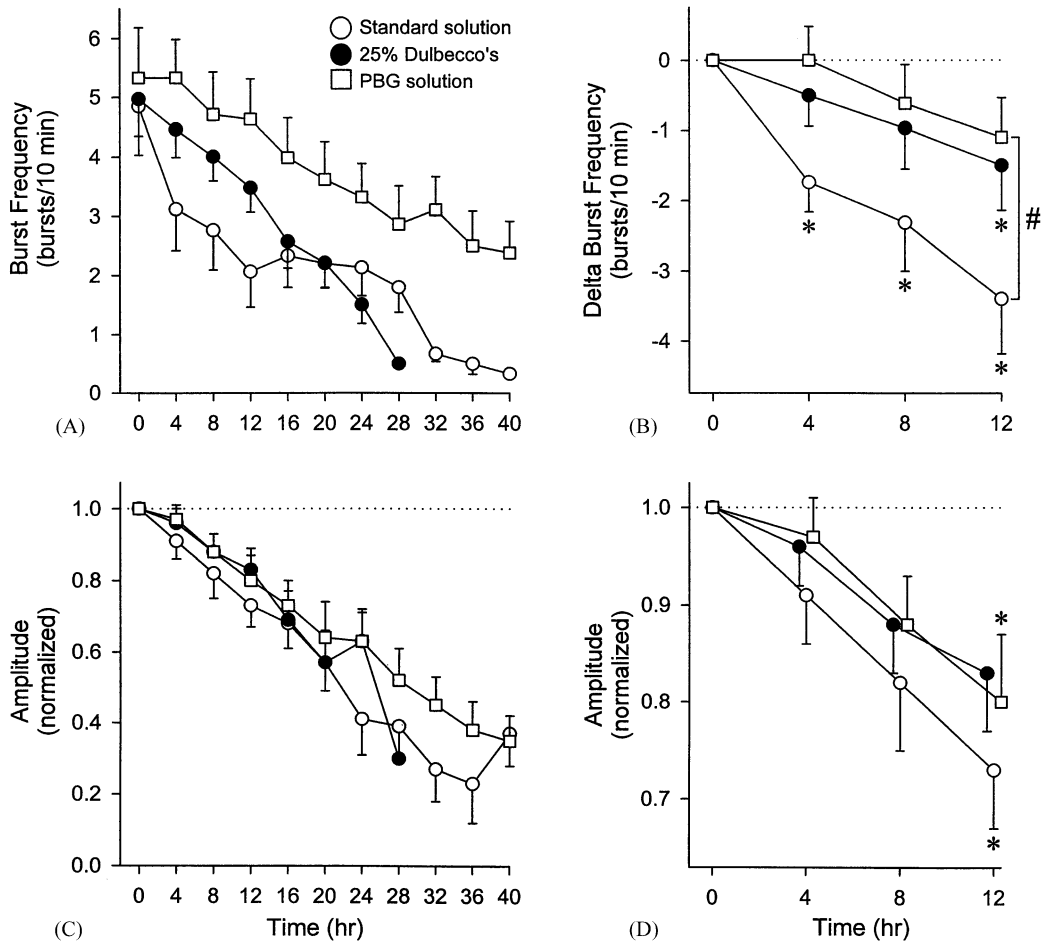 Standard solution
25% Dulbecco's
PBG solution
Burst Frequency
(bursts/10 min)
6
5
4
3
2
1
0
0 4 8 12 16 20 24 28 32 36 40
(A)
Delta Burst Frequency
(bursts/10 min)
0
-1
-2
-3
-4
* * * *
#
0 4 8 12
(B)
Amplitude
(normalized)
1.0
0.8
0.6
0.4
0.2
0.0
0 4 8 12 16 20 24 28 32 36 40
Time (hr)
(C)
Amplitude
(normalized)
1.0
0.9
0.8
0.7
*
*
0 4 8 12
Time (hr)
(D)